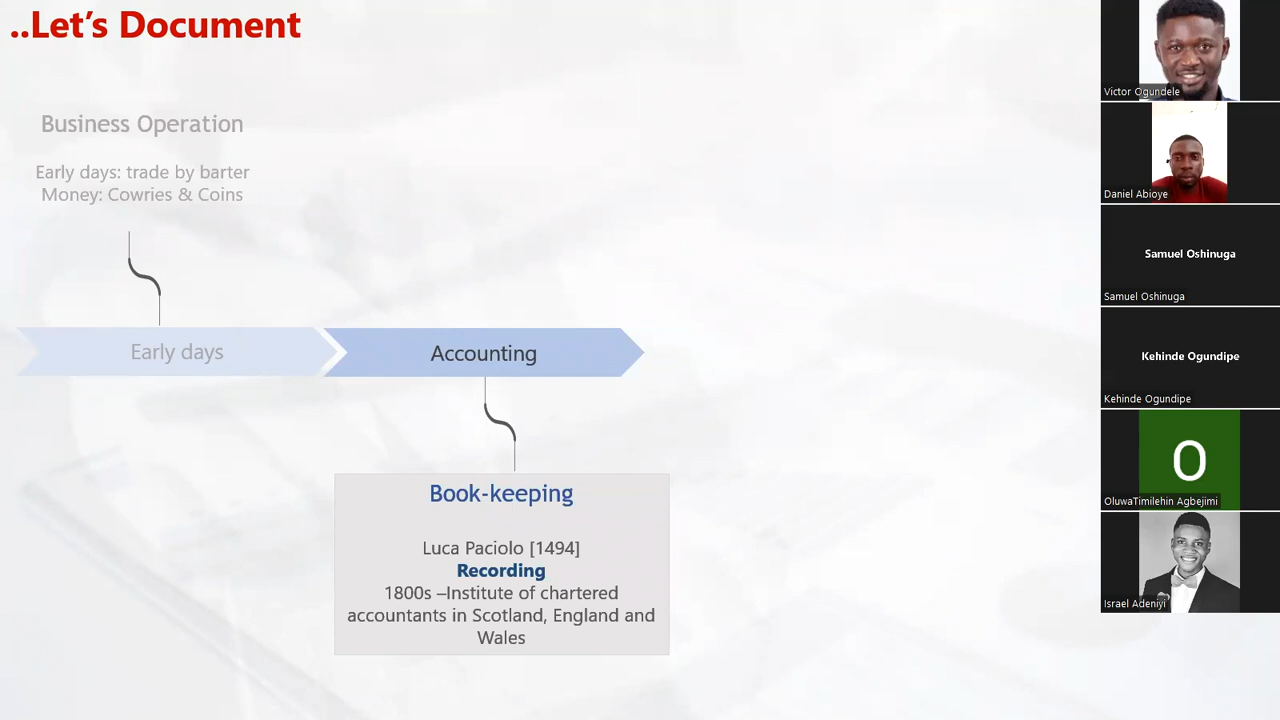 ..Let's Document
Business Operation
Early days: trade by barter
Money: Cowries & Coins
Early days
Accounting
Book-keeping
Luca Paciolo [1494]
Recording
1800s –Institute of chartered
accountants in Scotland, England and
Wales
Victor Ogundele
Daniel Abioye
Samuel Oshinuga
Samuel Oshinuga
Kehinde Ogundipe
Kehinde Ogundipe
O
OluwaTimilehin Agbejimi
Israel Adeniyi